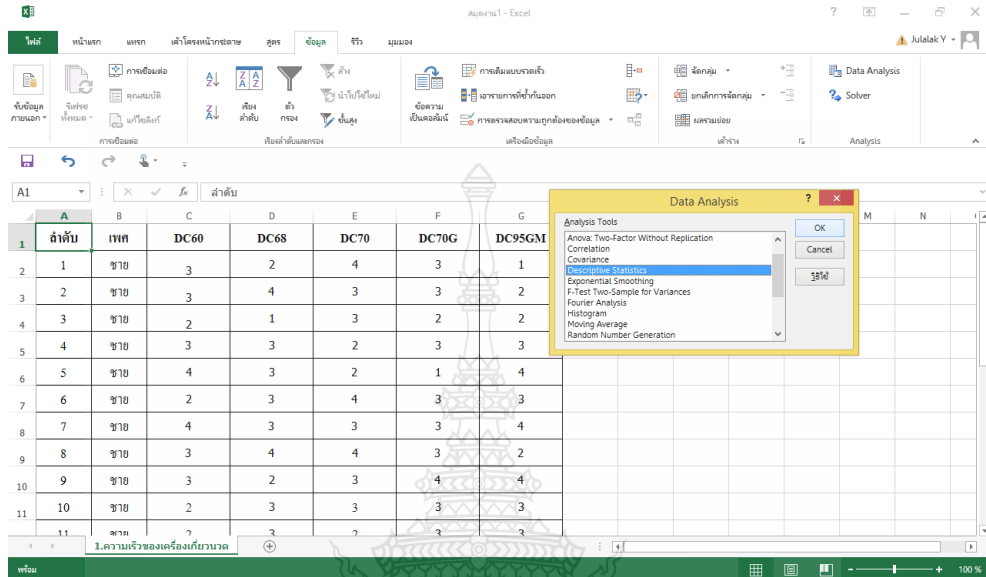 สมุดงาน1 - Excel
ไฟล์ หน้าแรก แทรก เค้าโครงหน้ากระดาษ สูตร ข้อมูล รีวิว มุมมอง Julalak Y
รับข้อมูลภายนอก รีเฟรชทั้งหมด การเชื่อมต่อ คุณสมบัติ แก้ไขลิงก์
การเชื่อมต่อ
เรียงลำดับ ตัวกรอง ล้าง นำไปใช้ใหม่ ขั้นสูง
เรียงลำดับและกรอง
ข้อความเป็นคอลัมน์ การเติมแบบรวดเร็ว เอารายการที่ซ้ำกันออก การตรวจสอบความถูกต้องของข้อมูล
เครื่องมือข้อมูล
จัดกลุ่ม ยกเลิกการจัดกลุ่ม ผลรวมย่อย
เค้าร่าง
Data Analysis
Solver
Analysis
A1 fx ลำดับ
A B C D E F G M N
1 ลำดับ เพศ DC60 DC68 DC70 DC70G DC95GM
2 1 ชาย 3 2 4 3 1
3 2 ชาย 3 4 3 3 2
4 3 ชาย 2 1 3 2 2
5 4 ชาย 3 3 2 3 3
6 5 ชาย 4 3 2 1 4
7 6 ชาย 2 3 4 3 3
8 7 ชาย 4 3 3 3 4
9 8 ชาย 3 4 4 3 2
10 9 ชาย 3 2 3 4 4
11 10 ชาย 2 3 3 3 3
11 ชาย 2 3 2 3 3
Data Analysis
Analysis Tools
Anova: Two-Factor Without Replication
Correlation
Covariance
Descriptive Statistics
Exponential Smoothing
F-Test Two-Sample for Variances
Fourier Analysis
Histogram
Moving Average
Random Number Generation
OK
Cancel
วิธีใช้
1.ความเร็วของเครื่องเกี่ยวนวด
พร้อม 100 %